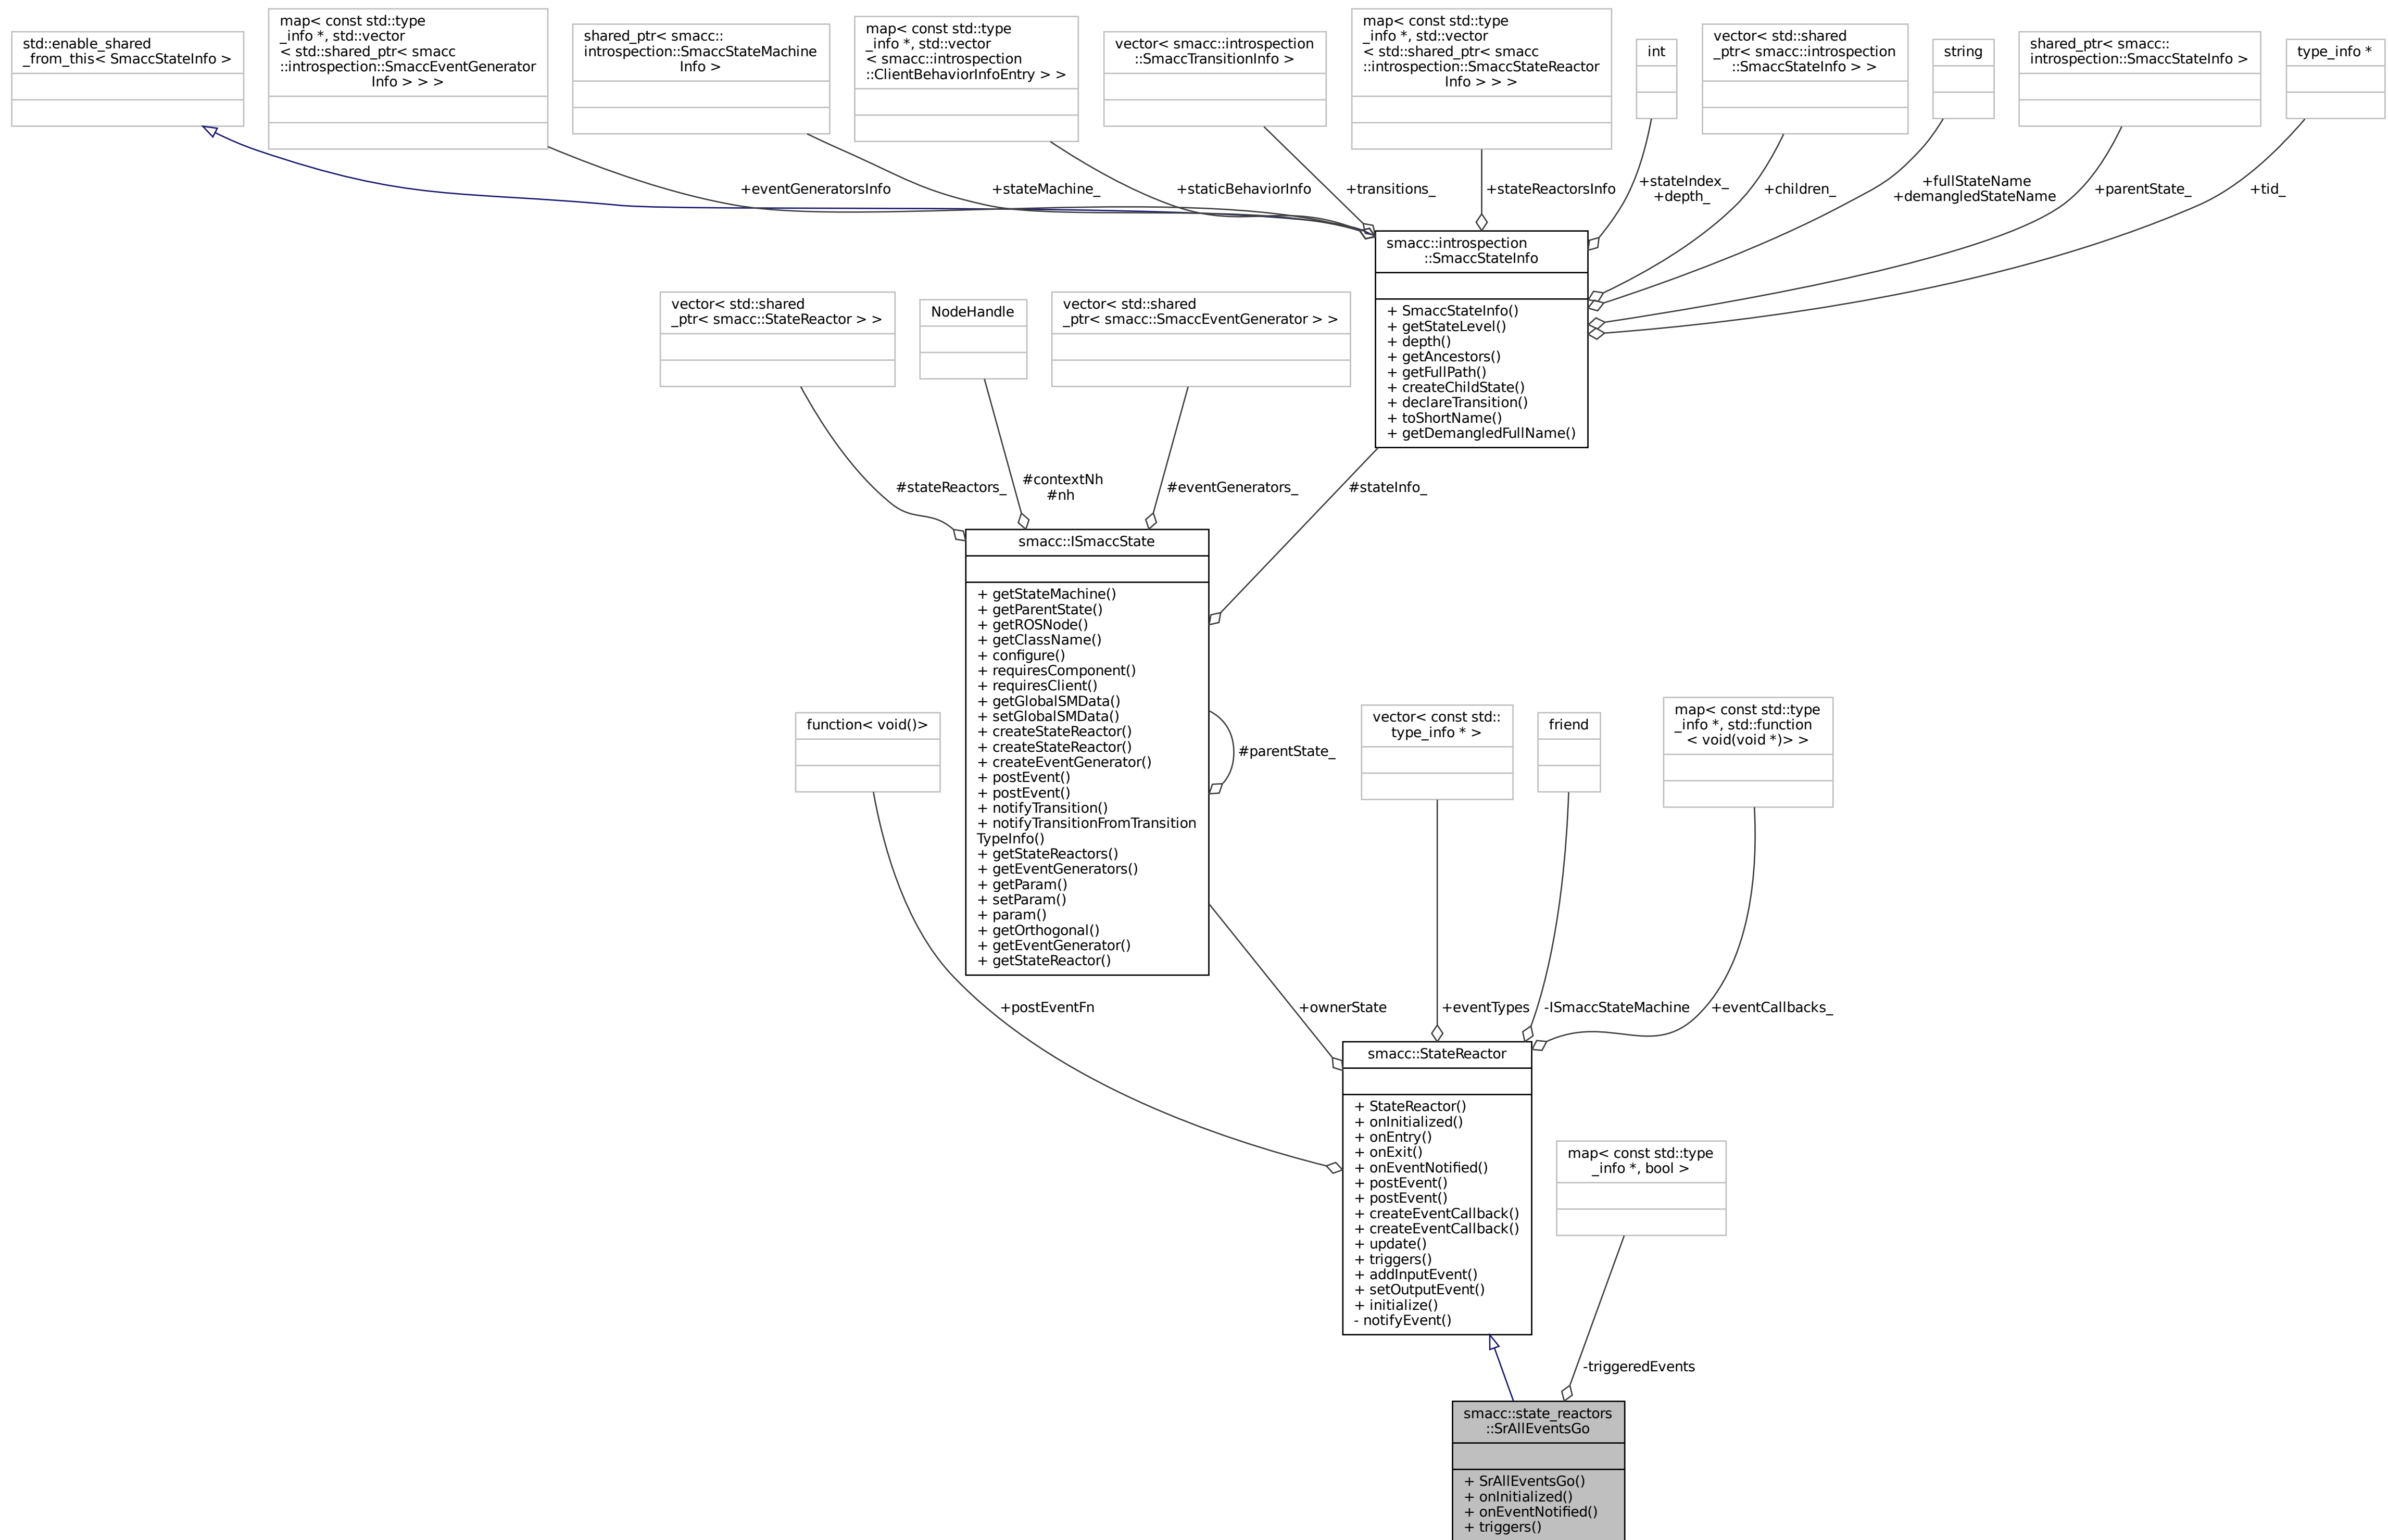 std::enable_shared
_from_this< SmaccStateInfo >
map< const std::type
_info *, std::vector
< std::shared_ptr< smacc
::introspection::SmaccEventGenerator
Info > > >
shared_ptr< smacc::
introspection::SmaccStateMachine
Info >
map< const std::type
_info *, std::vector
< smacc::introspection
::ClientBehaviorInfoEntry > >
vector< smacc::introspection
::SmaccTransitionInfo >
map< const std::type
_info *, std::vector
< std::shared_ptr< smacc
::introspection::SmaccStateReactor
Info > > >
int
vector< std::shared
_ptr< smacc::introspection
::SmaccStateInfo > >
string
shared_ptr< smacc::
introspection::SmaccStateInfo >
type_info *
+eventGeneratorsInfo
+stateMachine_
+staticBehaviorInfo
+transitions_
+stateReactorsInfo
+stateIndex_
+depth_
+children_
+fullStateName
+demangledStateName
+parentState_
+tid_
smacc::introspection
::SmaccStateInfo
+ SmaccStateInfo()
+ getStateLevel()
+ depth()
+ getAncestors()
+ getFullPath()
+ createChildState()
+ declareTransition()
+ toShortName()
+ getDemangledFullName()
vector< std::shared
_ptr< smacc::StateReactor > >
NodeHandle
vector< std::shared
_ptr< smacc::SmaccEventGenerator > >
#stateReactors_
#contextNh
#nh
#eventGenerators_
#stateInfo_
smacc::ISmaccState
+ getStateMachine()
+ getParentState()
+ getROSNode()
+ getClassName()
+ configure()
+ requiresComponent()
+ requiresClient()
+ getGlobalSMData()
+ setGlobalSMData()
+ createStateReactor()
+ createStateReactor()
+ createEventGenerator()
+ postEvent()
+ postEvent()
+ notifyTransition()
+ notifyTransitionFromTransition
TypeInfo()
+ getStateReactors()
+ getEventGenerators()
+ getParam()
+ setParam()
+ param()
+ getOrthogonal()
+ getEventGenerator()
+ getStateReactor()
#parentState_
function< void()>
vector< const std::
type_info * >
friend
map< const std::type
_info *, std::function
< void(void *)> >
+postEventFn
+ownerState
+eventTypes
-ISmaccStateMachine
+eventCallbacks_
smacc::StateReactor
+ StateReactor()
+ onInitialized()
+ onEntry()
+ onExit()
+ onEventNotified()
+ postEvent()
+ postEvent()
+ createEventCallback()
+ createEventCallback()
+ update()
+ triggers()
+ addInputEvent()
+ setOutputEvent()
+ initialize()
- notifyEvent()
map< const std::type
_info *, bool >
-triggeredEvents
smacc::state_reactors
::SrAllEventsGo
+ SrAllEventsGo()
+ onInitialized()
+ onEventNotified()
+ triggers()